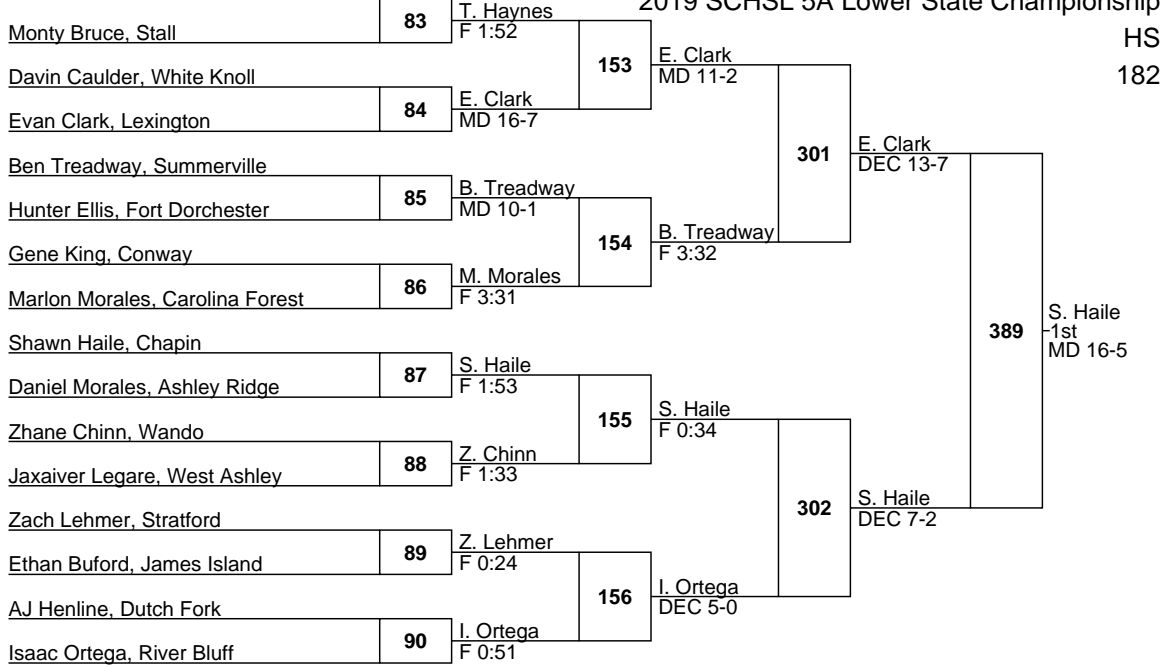 2019 SCHSL 5A Lower State Championship
HS
182
Monty Bruce, Stall
Davin Caulder, White Knoll
Evan Clark, Lexington
Ben Treadway, Summerville
Hunter Ellis, Fort Dorchester
Gene King, Conway
Marlon Morales, Carolina Forest
Shawn Haile, Chapin
Daniel Morales, Ashley Ridge
Zhane Chinn, Wando
Jaxaiver Legare, West Ashley
Zach Lehmer, Stratford
Ethan Buford, James Island
AJ Henline, Dutch Fork
Isaac Ortega, River Bluff
83
84
85
86
87
88
89
90
T. Haynes
F 1:52
E. Clark
MD 16-7
B. Treadway
MD 10-1
M. Morales
F 3:31
S. Haile
F 1:53
Z. Chinn
F 1:33
Z. Lehmer
F 0:24
I. Ortega
F 0:51
153
154
155
156
E. Clark
MD 11-2
B. Treadway
F 3:32
S. Haile
F 0:34
I. Ortega
DEC 5-0
301
302
E. Clark
DEC 13-7
S. Haile
DEC 7-2
389
S. Haile
1st
MD 16-5